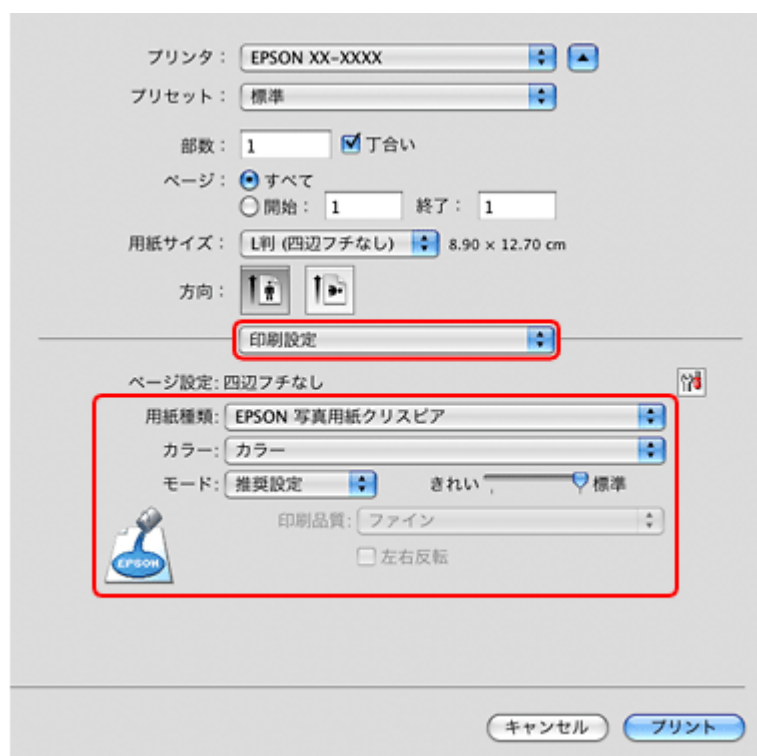 プリンタ： EPSON XX-XXXX
プリセット： 標準
部数： 1 丁合い
ページ： すべて
開始： 1 終了： 1
用紙サイズ： L判 (四辺フチなし) 8.90 × 12.70 cm
方向：
印刷設定
ページ設定: 四辺フチなし
用紙種類: EPSON 写真用紙クリスピア
カラー: カラー
モード: 推奨設定 きれい 標準
印刷品質: ファイン
EPSON 左右反転
キャンセル プリント